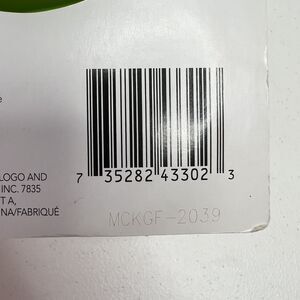 e
LOGO AND
INC. 7835
T A,
NA/FABRIQUÉ
7 35282 43302 3
MCKGF-2039